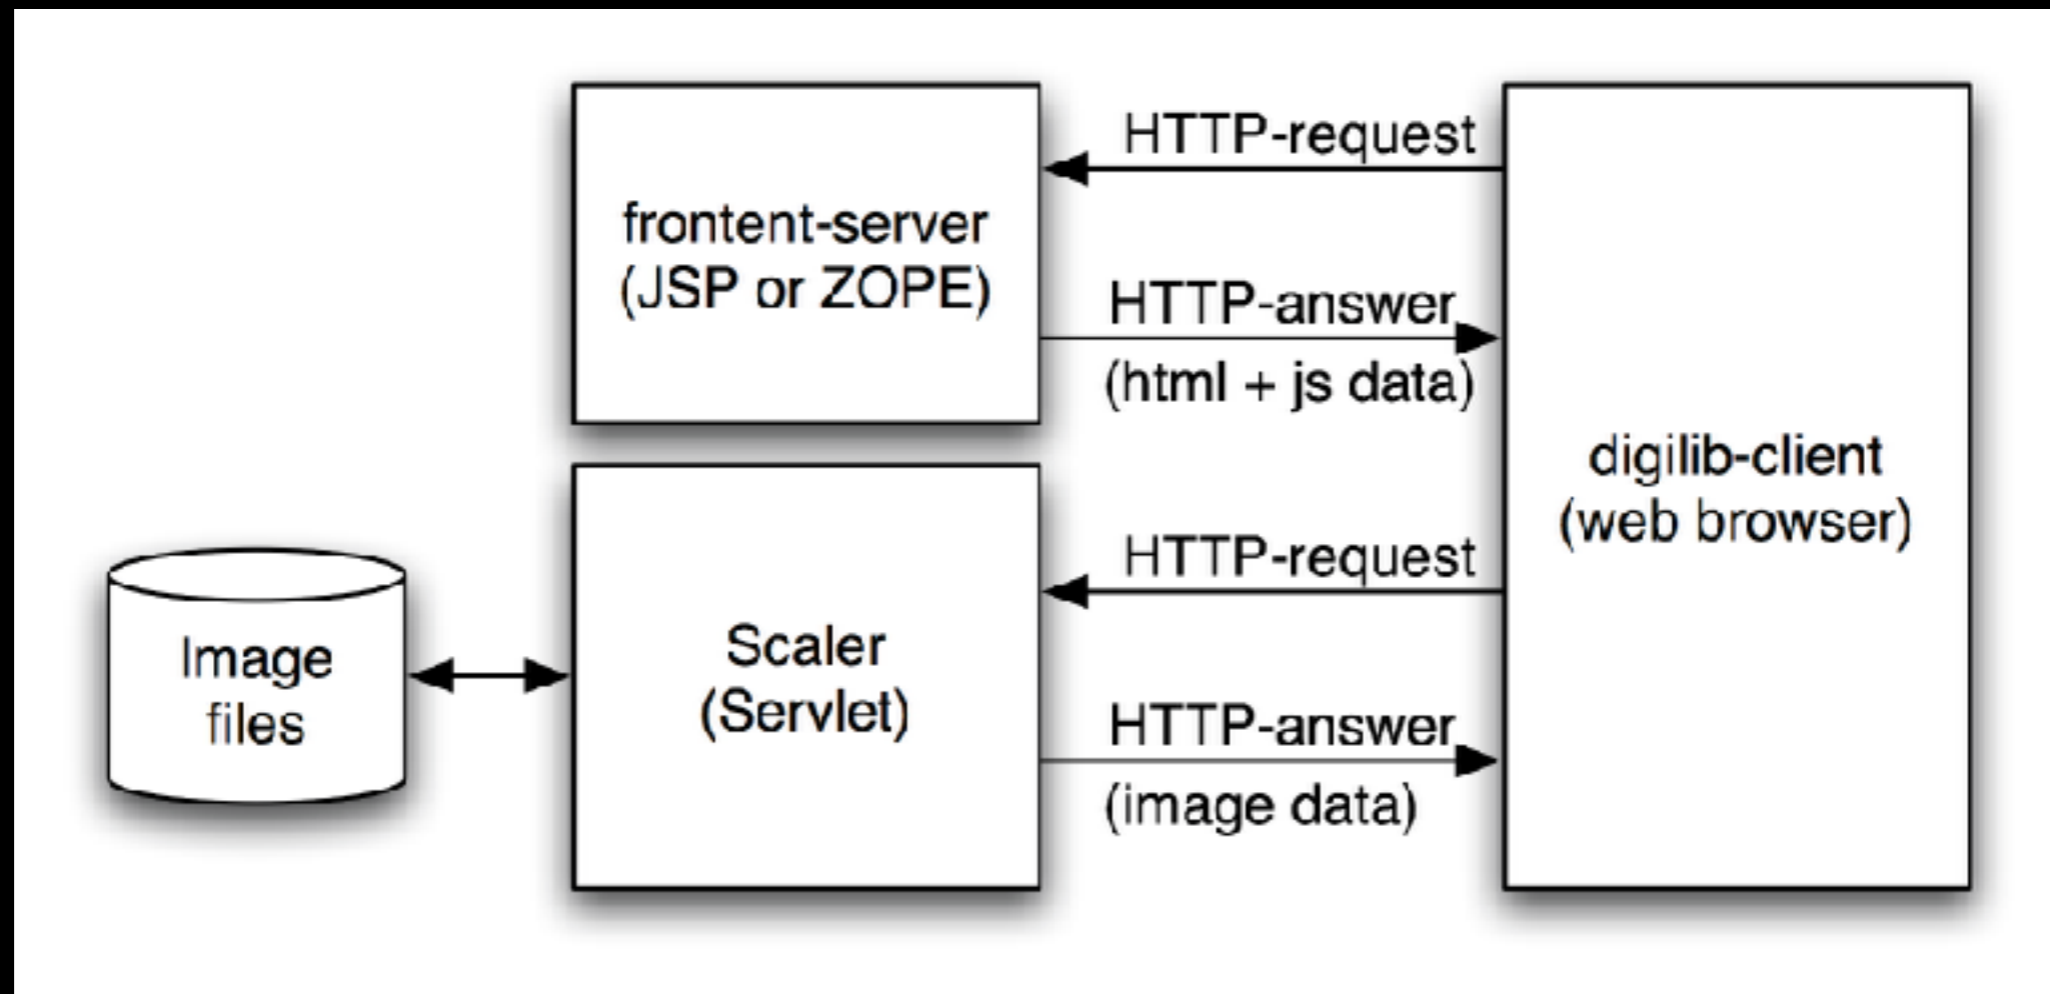 HTTP-request
frontent-server
(JSP or ZOPE)
HTTP-answer
(html + js data)
digilib-client
(web browser)
HTTP-request
Image
files
Scaler
(Servlet)
HTTP-answer
(image data)